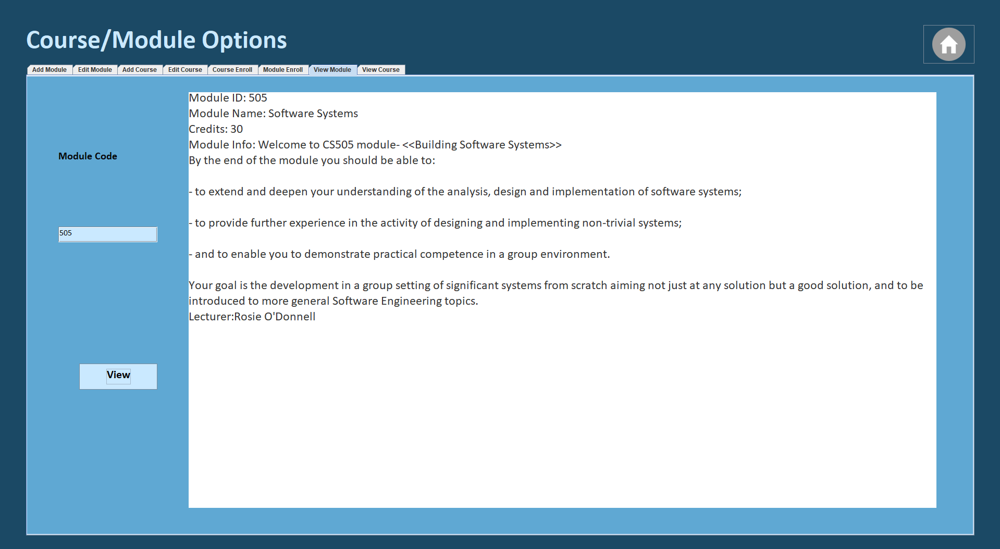 Course/Module Options
Add Module
Edit Module
Add Course
Edit Course
Course Enroll
Module Enroll
View Module
View Course
Module Code
505
View
Module ID: 505
Module Name: Software Systems
Credits: 30
Module Info: Welcome to CS505 module- <<Building Software Systems>>
By the end of the module you should be able to:
- to extend and deepen your understanding of the analysis, design and implementation of software systems;
- to provide further experience in the activity of designing and implementing non-trivial systems;
- and to enable you to demonstrate practical competence in a group environment.
Your goal is the development in a group setting of significant systems from scratch aiming not just at any solution but a good solution, and to be
introduced to more general Software Engineering topics.
Lecturer:Rosie O'Donnell